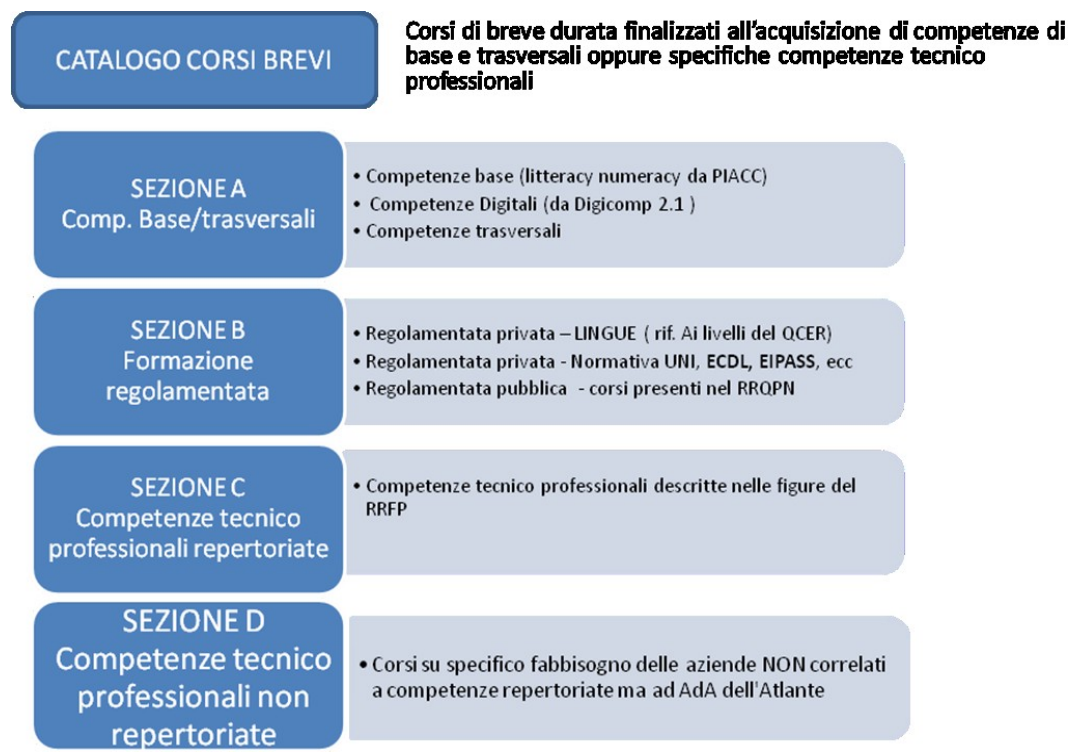 CATALOGO CORSI BREVI
Corsi di breve durata finalizzati all'acquisizione di competenze di
base e trasversali oppure specifiche competenze tecnico
professionali
SEZIONE A
Comp. Base/trasversali
• Competenze base (litteracy numeracy da PIACC)
• Competenze Digitali (da Digicomp 2.1 )
• Competenze trasversali
SEZIONE B
Formazione
regolamentata
• Regolamentata privata – LINGUE ( rif. Ai livelli del QCER)
• Regolamentata privata - Normativa UNI, ECDL, EIPASS, ecc
• Regolamentata pubblica - corsi presenti nel RRQPN
SEZIONE C
Competenze tecnico
professionali repertoriate
• Competenze tecnico professionali descritte nelle figure del
RRFP
SEZIONE D
Competenze tecnico
professionali non
repertoriate
• Corsi su specifico fabbisogno delle aziende NON correlati
a competenze repertoriate ma ad AdA dell'Atlante